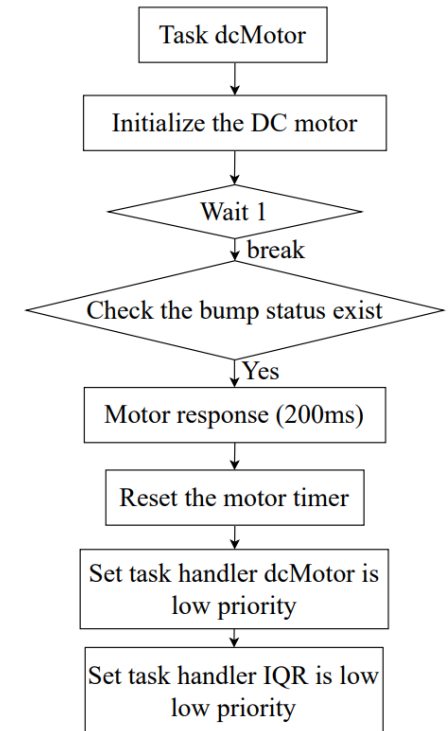 Task dcMotor
Initialize the DC motor
Wait 1
break
Check the bump status exist
Yes
Motor response (200ms)
Reset the motor timer
Set task handler dcMotor is
low priority
Set task handler IQR is low
low priority